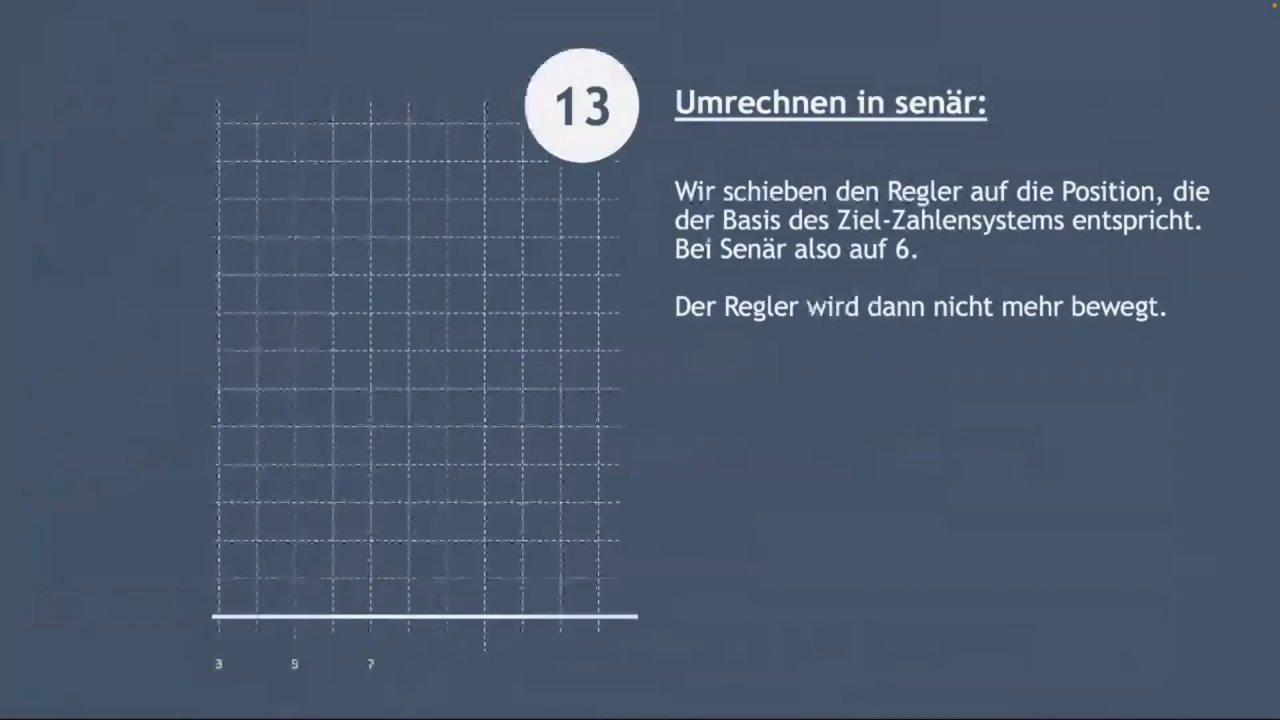 13
Umrechnen in senär:
Wir schieben den Regler auf die Position, die
der Basis des Ziel-Zahlensystems entspricht.
Bei Senär also auf 6.
Der Regler wird dann nicht mehr bewegt.
3 5 7